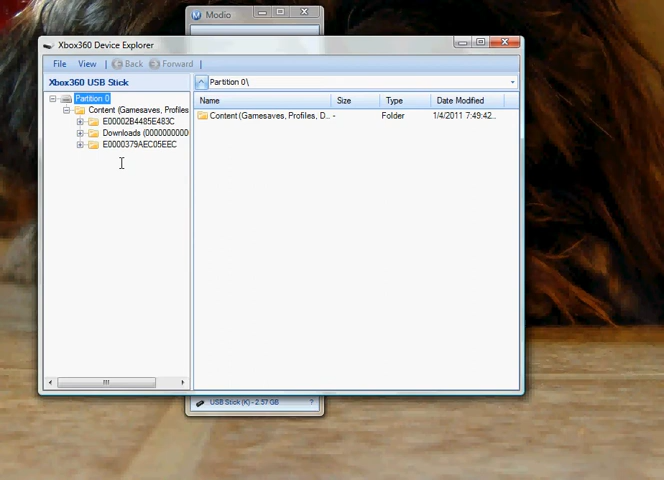 Modio
Xbox360 Device Explorer
File View | Back Forward |
Xbox360 USB Stick
Partition 0\
Partition 0
Content (Gamesaves, Profiles
E00002B4485E483C
Downloads (0000000000
E0000379AEC05EEC
Name Size Type Date Modified
Content (Gamesaves, Profiles, D... - Folder 1/4/2011 7:49:42..
USB Stick (K) - 2.57 GB ?